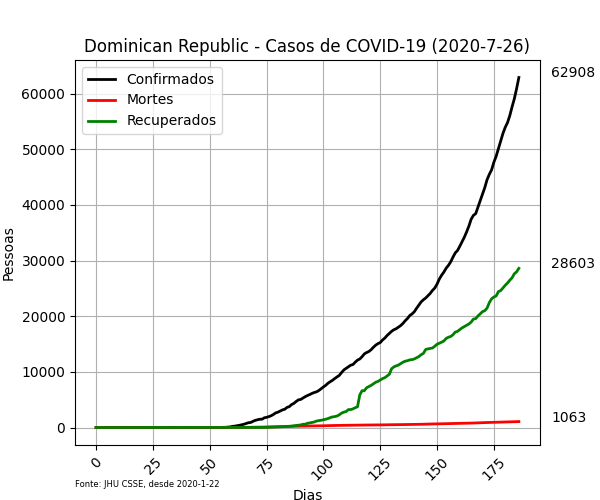 Dominican Republic - Casos de COVID-19 (2020-7-26)
Confirmados
Mortes
Recuperados
62908
28603
1063
60000
50000
40000
30000
20000
10000
0
Pessoas
0 25 50 75 100 125 150 175
Dias
Fonte: JHU CSSE, desde 2020-1-22